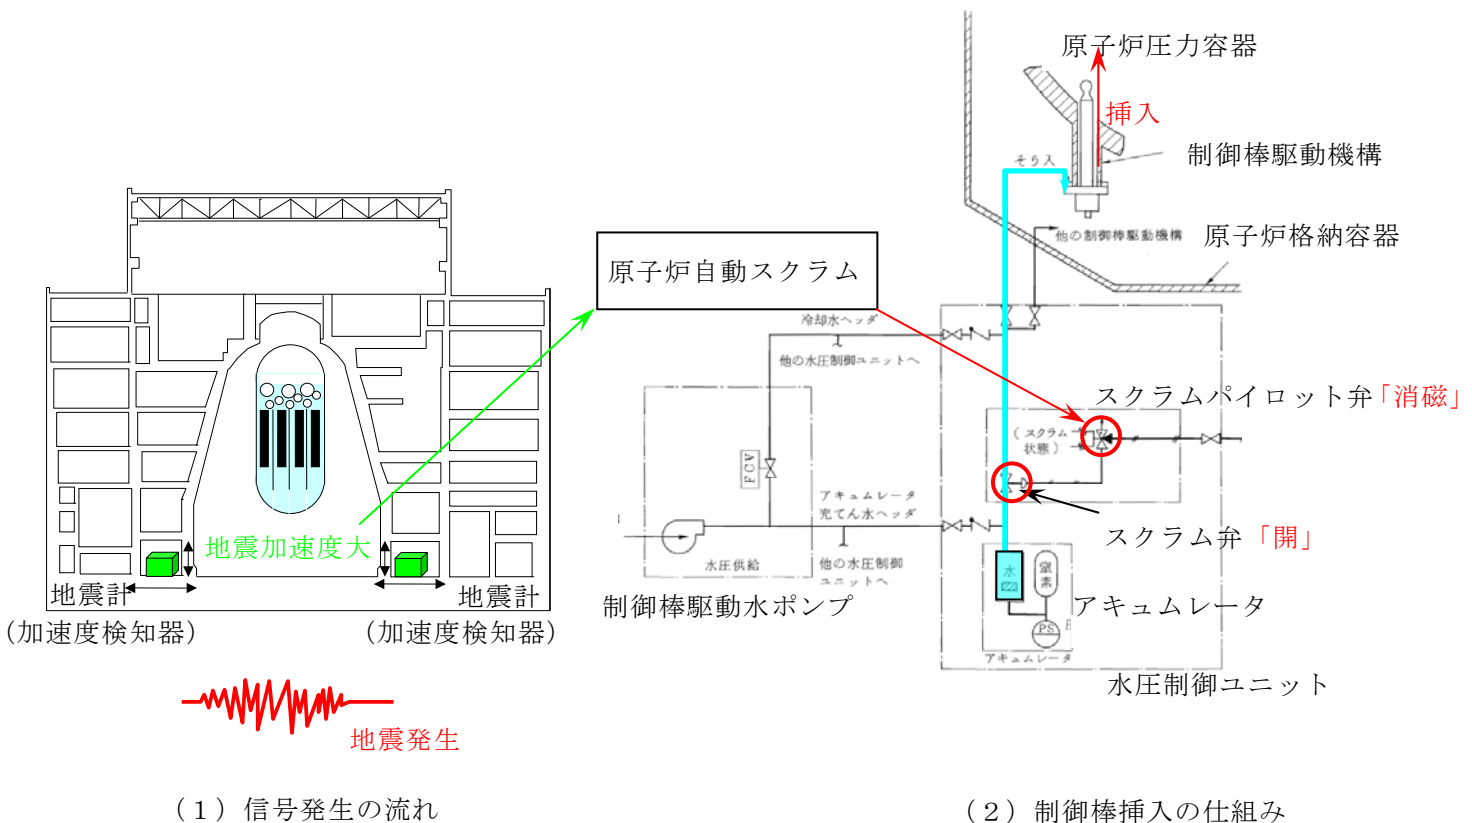 原子炉圧力容器
挿入
制御棒駆動機構
そう入
他の制御棒駆動機構
原子炉格納容器
原子炉自動スクラム
冷却水ヘッダ
他の水圧制御ユニットへ
スクラムパイロット弁「消磁」
(スクラム
状態)
FCV
アキュムレータ
充てん水ヘッダ
スクラム弁「開」
地震加速度大
水圧供給
他の水圧制御
ユニットへ
水
窒素
PS
アキュムレータ
アキュムレータ
地震計
(加速度検知器)
地震計
(加速度検知器)
制御棒駆動水ポンプ
水圧制御ユニット
地震発生
(1)信号発生の流れ
(2)制御棒挿入の仕組み